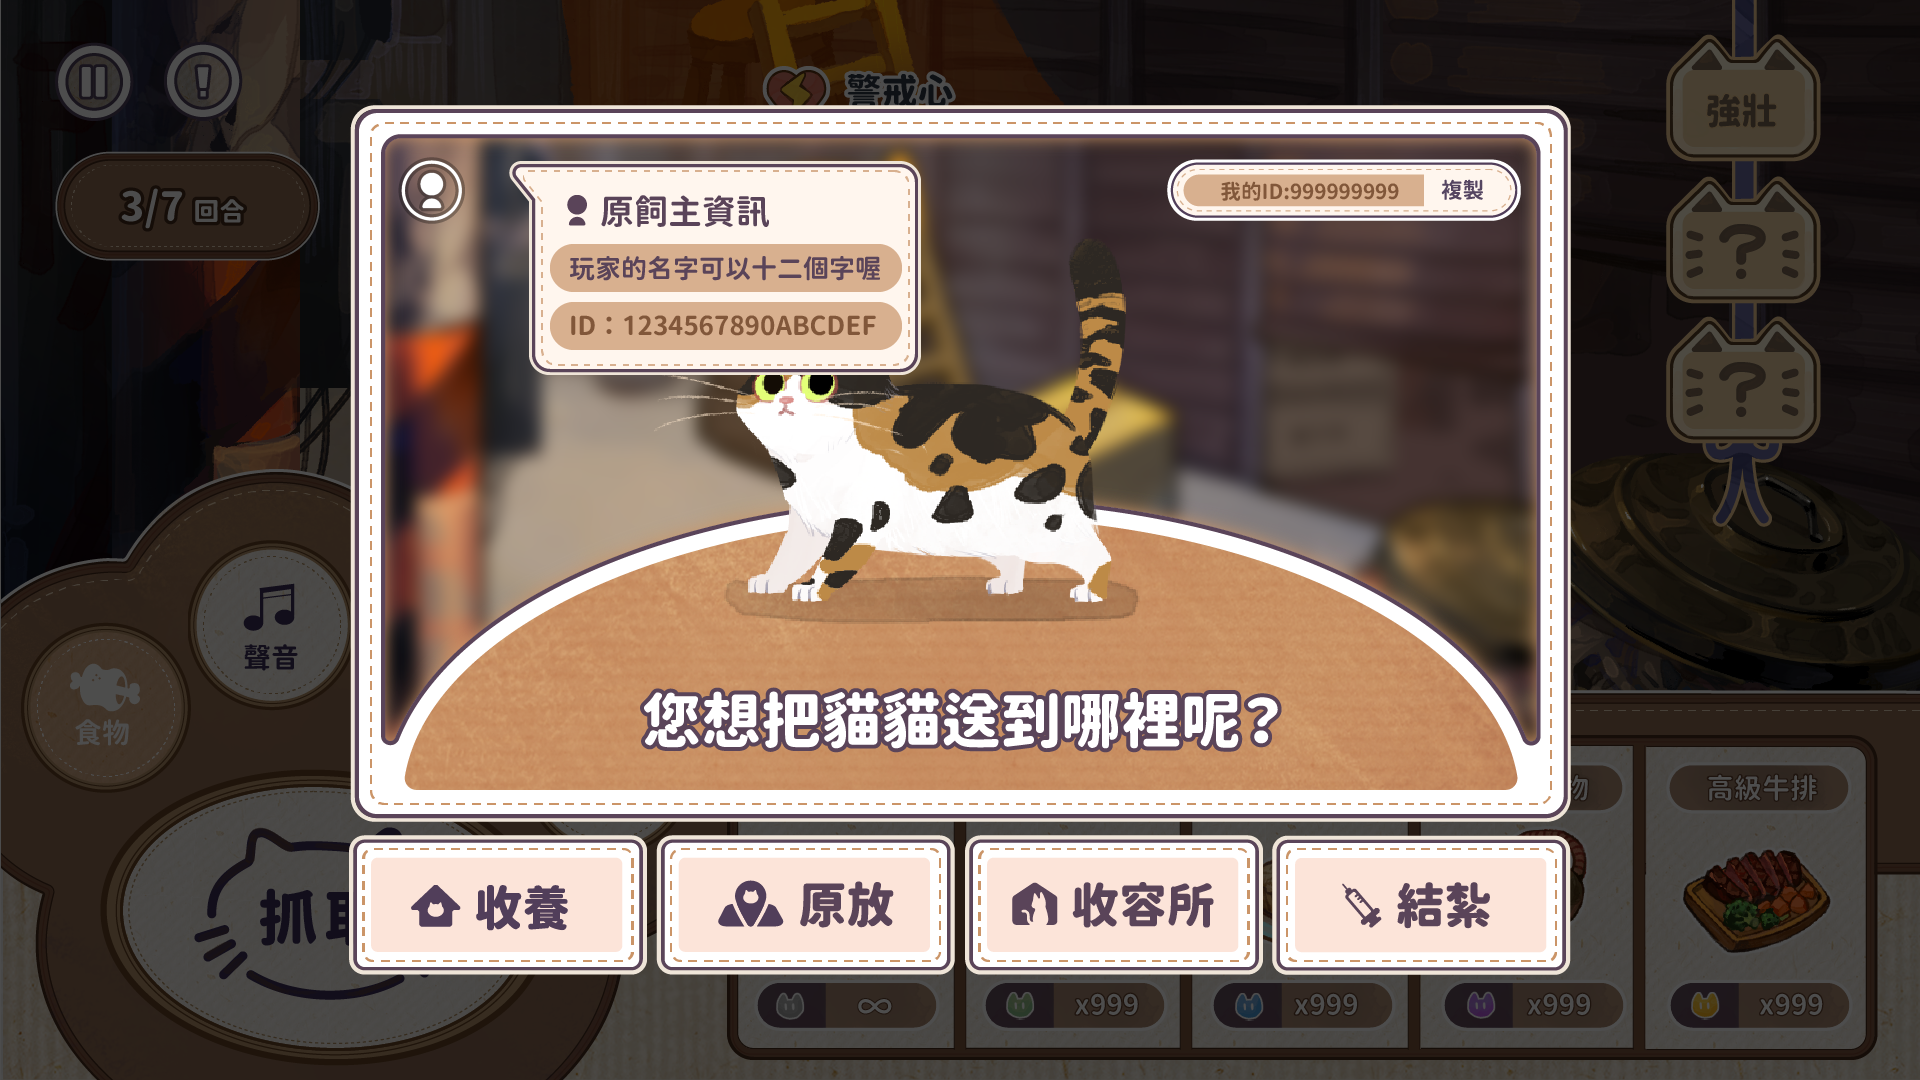 警戒心
強壯
3/7 回合
我的ID:999999999 複製
原飼主資訊
玩家的名字可以十二個字喔
ID：1234567890ABCDEF
?
?
聲音
食物
您想把貓貓送到哪裡呢?
物
高級牛排
抓
收養
原放
收容所
結紮
∞
x999
x999
x999
x999